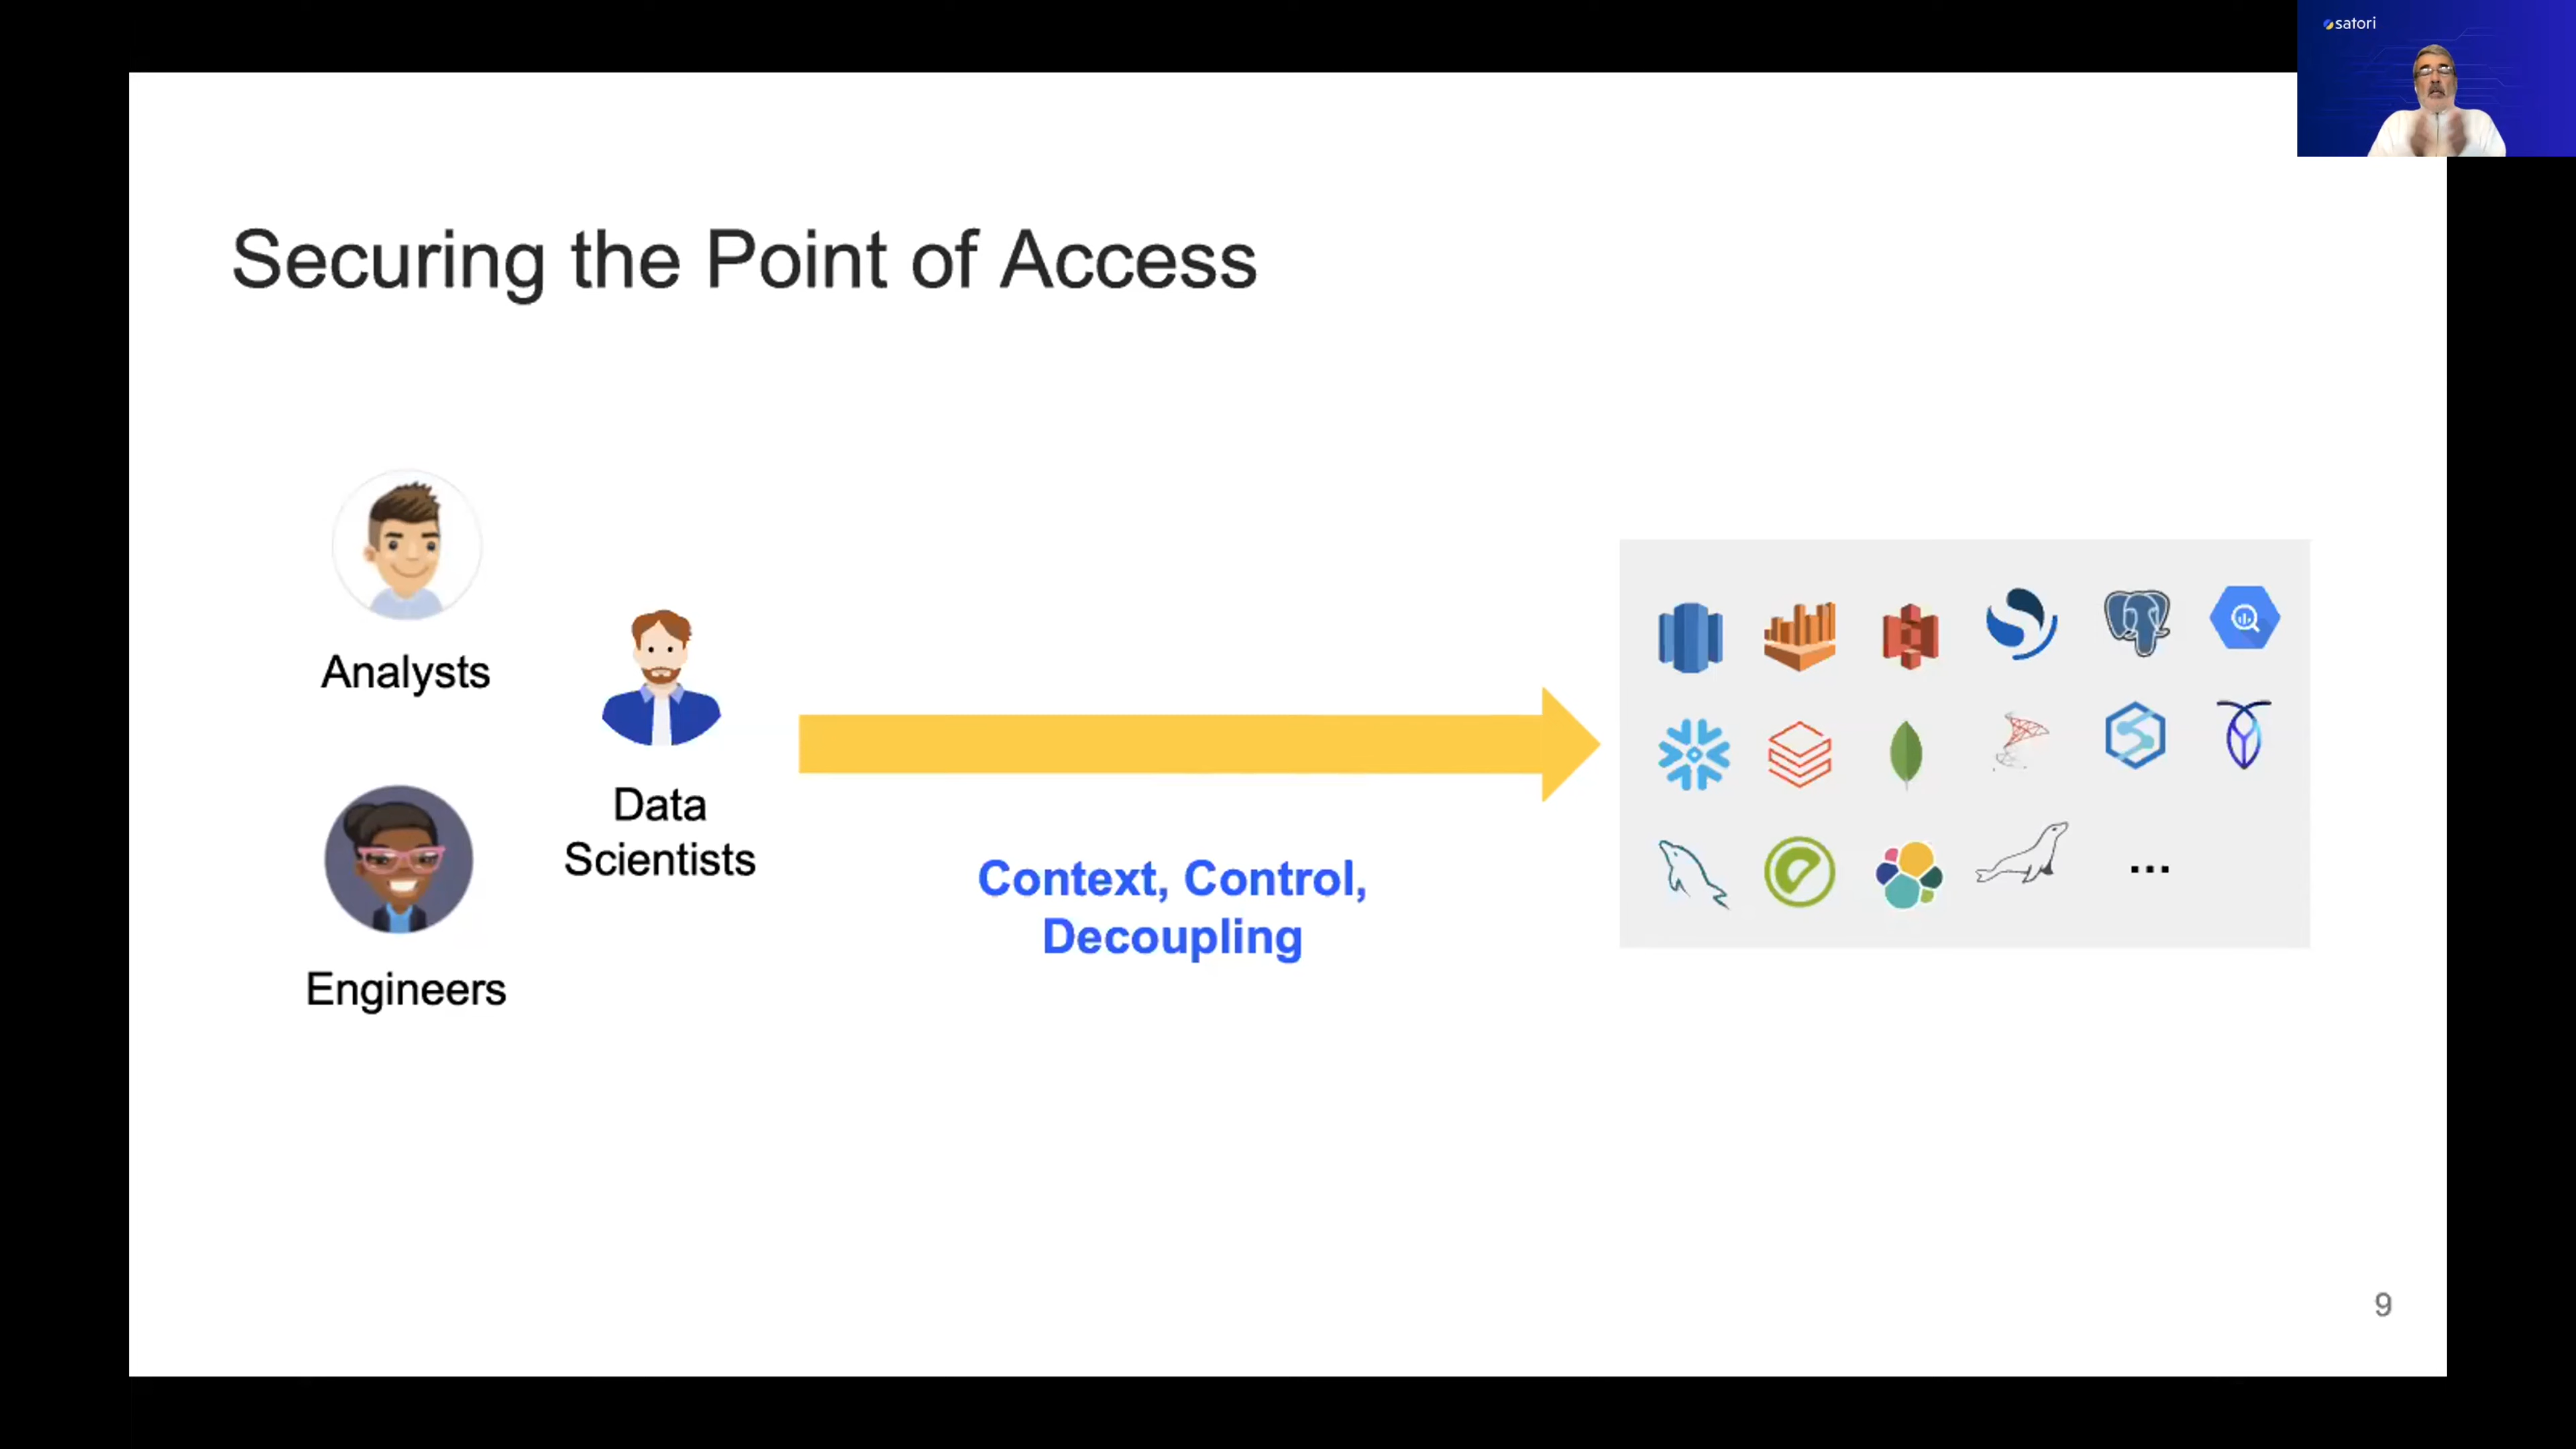 satori
Securing the Point of Access
Analysts
Data
Scientists
Engineers
Context, Control,
Decoupling
...
9